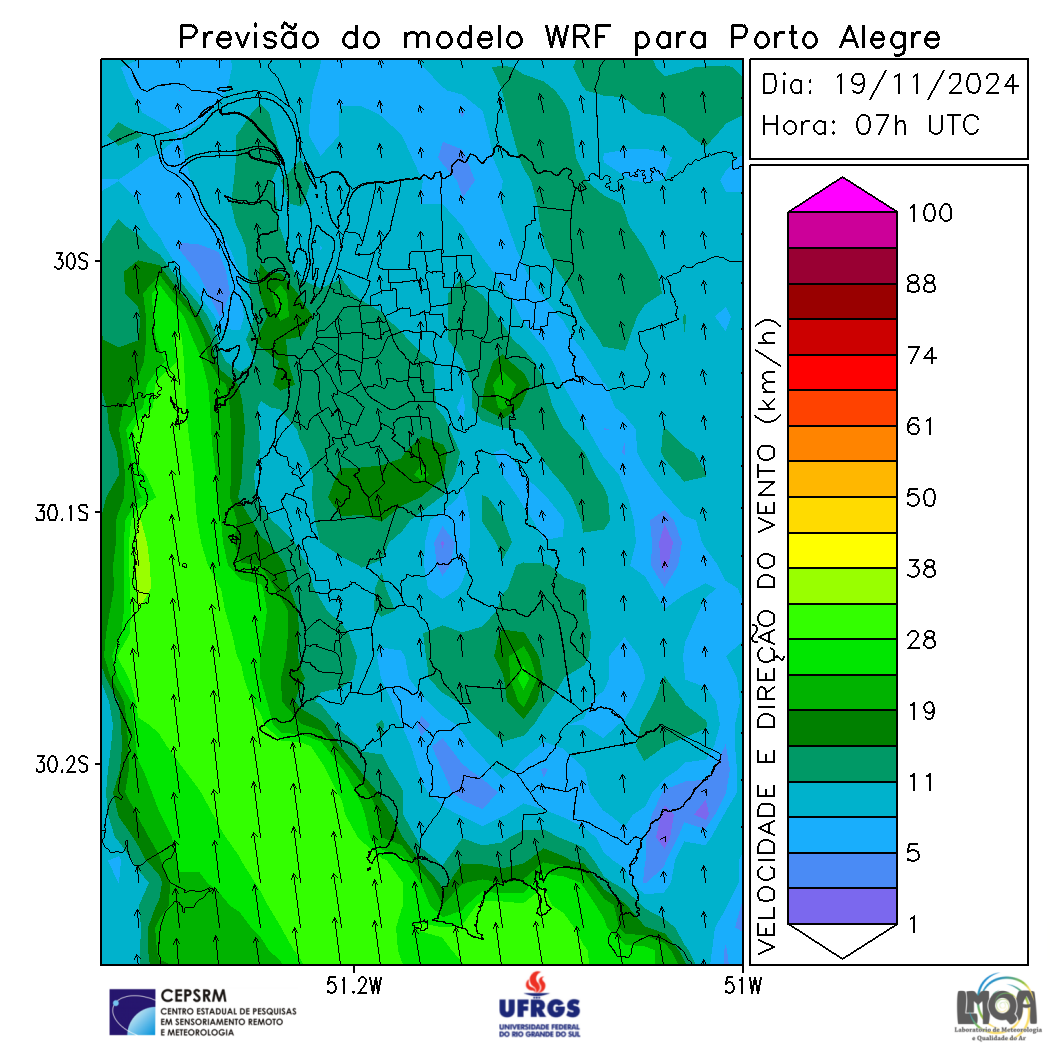 Previsão do modelo WRF para Porto Alegre
Dia: 19/11/2024
Hora: 07h UTC
30S
30.1S
30.2S
51.2W
51W
VELOCIDADE E DIREÇÃO DO VENTO (km/h)
100
88
74
61
50
38
28
19
11
5
1
CEPSRM
CENTRO ESTADUAL DE PESQUISAS
EM SENSORIAMENTO REMOTO
E METEOROLOGIA
UFRGS
UNIVERSIDADE FEDERAL
DO RIO GRANDE DO SUL
LMQA
Laboratório de Meteorologia
e Qualidade do Ar